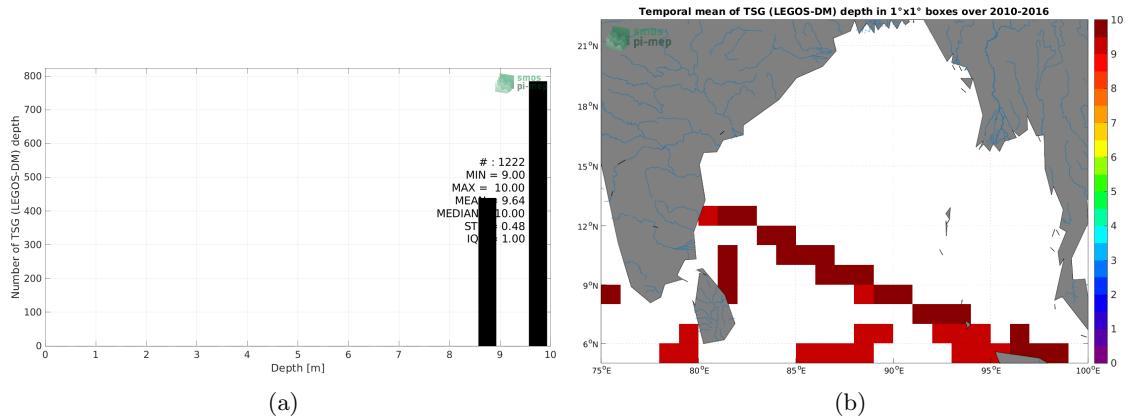 smos
pi-mep
Number of TSG (LEGOS-DM) depth
800
700
600
500
400
300
200
100
0
# : 1222
MIN = 9.00
MAX = 10.00
MEAN = 9.64
MEDIAN = 10.00
ST = 0.48
IQ = 1.00
0 1 2 3 4 5 6 7 8 9 10
Depth [m]
(a)
Temporal mean of TSG (LEGOS-DM) depth in 1°x1° boxes over 2010-2016
smos
pi-mep
21°N
18°N
15°N
12°N
9°N
6°N
75°E 80°E 85°E 90°E 95°E 100°E
10
9
8
7
6
5
4
3
2
1
0
(b)